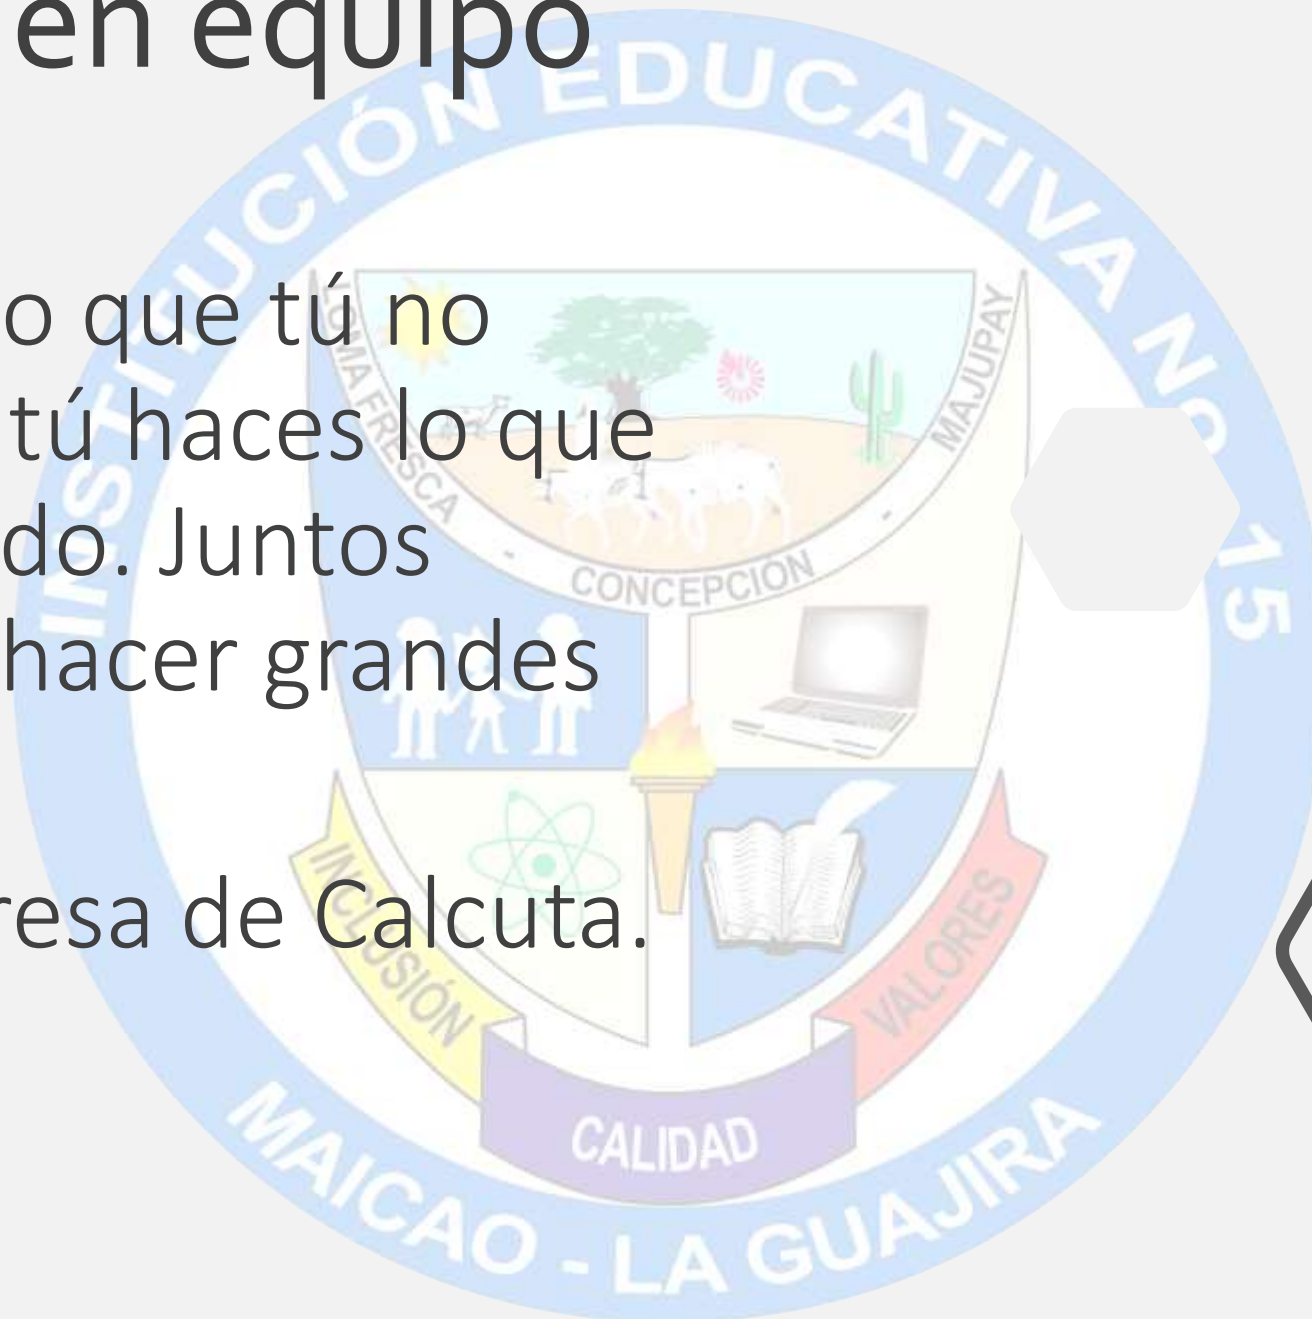 en equipo
o que tú no
tú haces lo que
do. Juntos
hacer grandes
resa de Calcuta.
INSTITUCIÓN EDUCATIVA NO 15
LOMA FRESCA - CONCEPCION - MAJUPAY
INCLUSIÓN
CALIDAD
VALORES
MAICAO - LA GUAJIRA